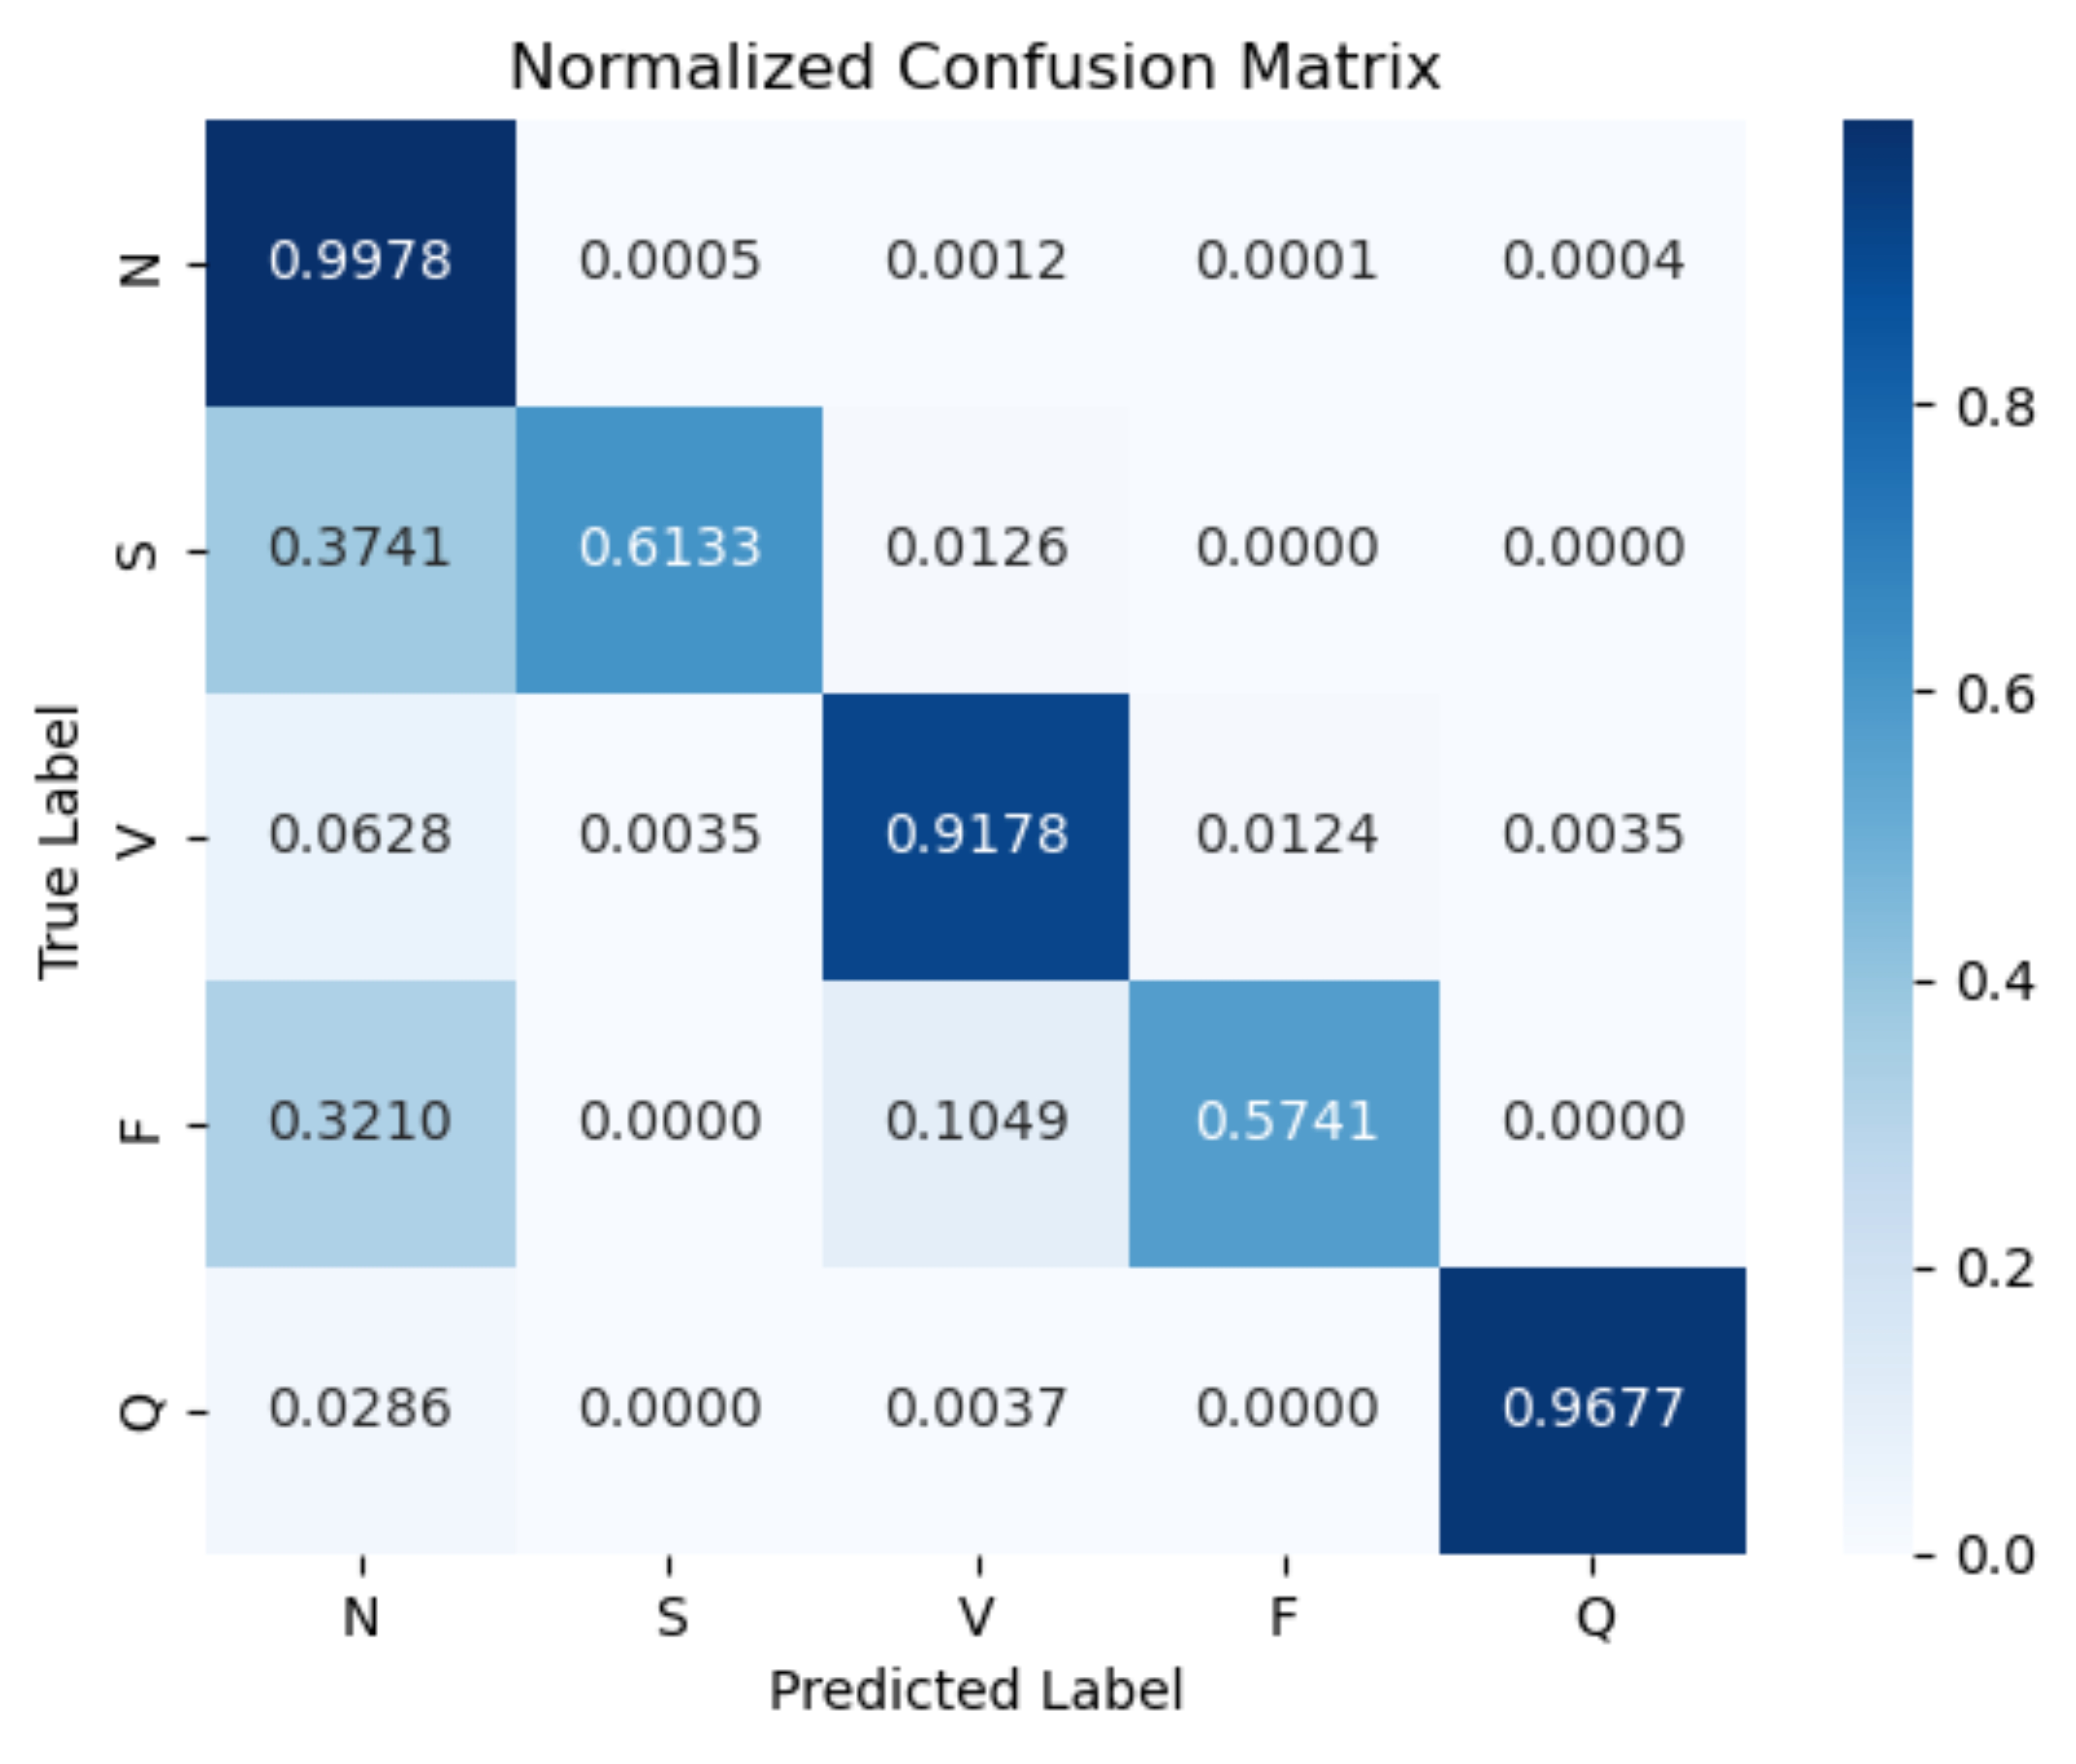 Normalized Confusion Matrix
True Label
N 0.9978 0.0005 0.0012 0.0001 0.0004
S 0.3741 0.6133 0.0126 0.0000 0.0000
V 0.0628 0.0035 0.9178 0.0124 0.0035
F 0.3210 0.0000 0.1049 0.5741 0.0000
Q 0.0286 0.0000 0.0037 0.0000 0.9677
N S V F Q
Predicted Label
0.8
0.6
0.4
0.2
0.0